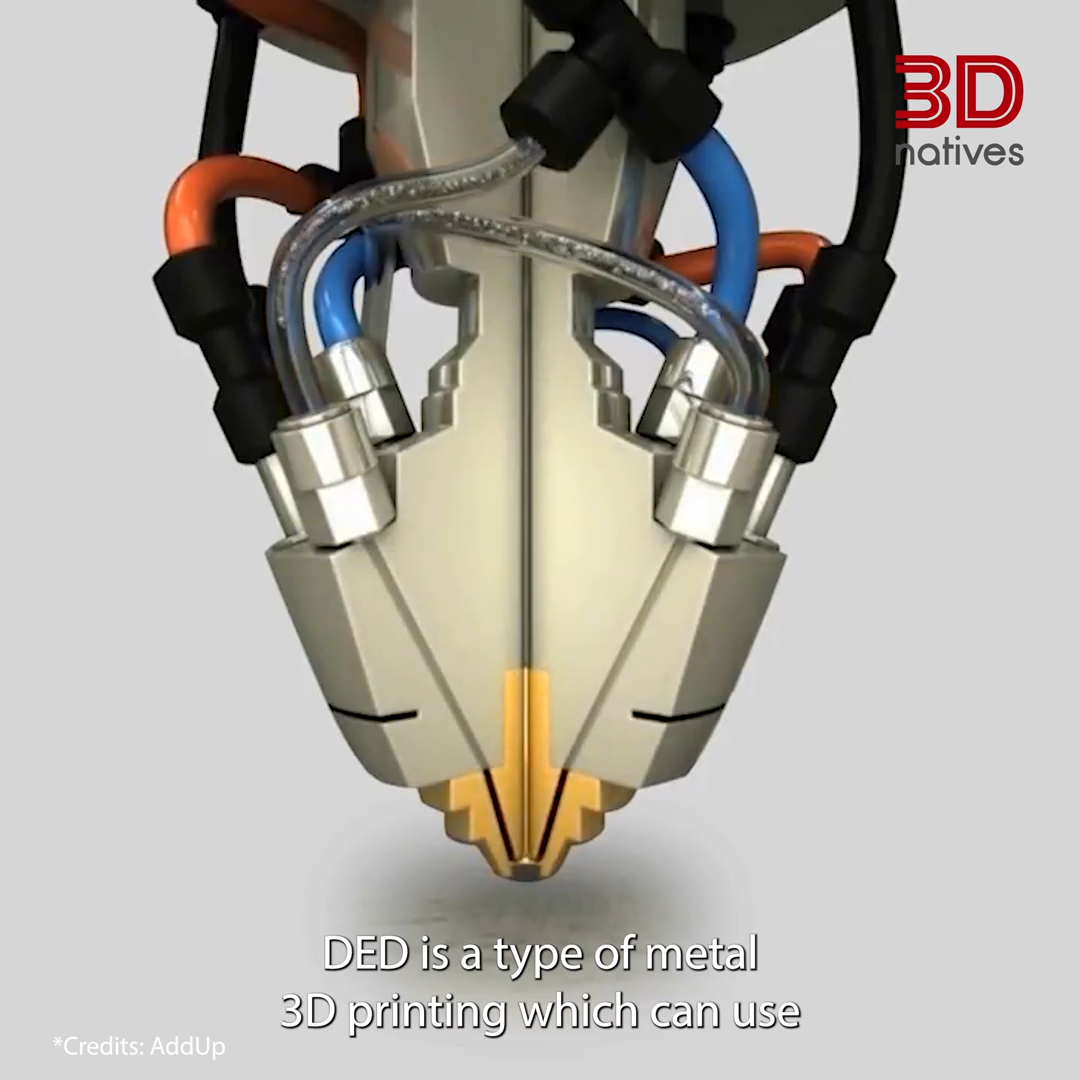 3D
natives
DED is a type of metal
3D printing which can use
*Credits: AddUp